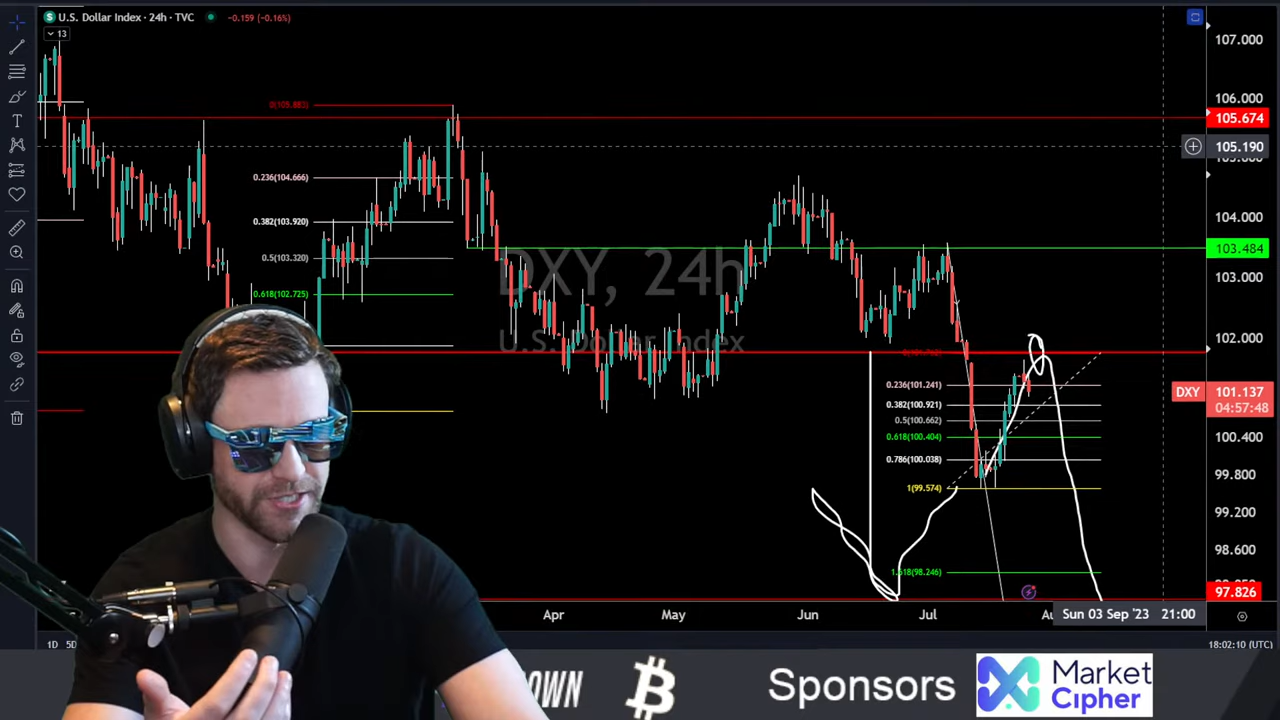 U.S. Dollar Index · 24h · TVC
-0.159 (-0.16%)
13
107.000
106.000
105.674
105.190
104.000
103.484
103.000
102.000
DXY
101.137
04:57:48
100.400
99.800
99.200
98.600
97.826
0(105.883)
0.236(104.666)
0.382(103.920)
0.5(103.320)
0.618(102.725)
DXY, 24h
U.S. Dollar Index
0.236(101.241)
0.382(100.921)
0.5(100.662)
0.618(100.404)
0.786(100.038)
1(99.574)
1.618(98.246)
Apr
May
Jun
Jul
Sun 03 Sep '23 21:00
1D 5D
18:02:10 (UTC)
OWN
Sponsors
Market
Cipher